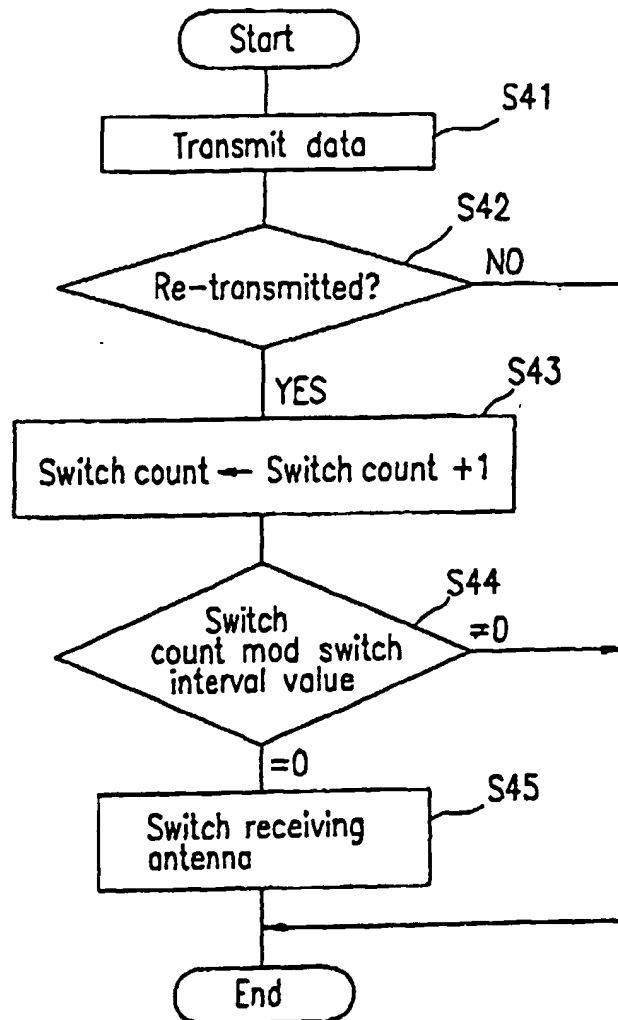 Start
S41
Transmit data
S42
Re-transmitted?
NO
YES
S43
Switch count ← Switch count +1
S44
Switch
count mod switch
interval value
≠0
=0
S45
Switch receiving
antenna
End